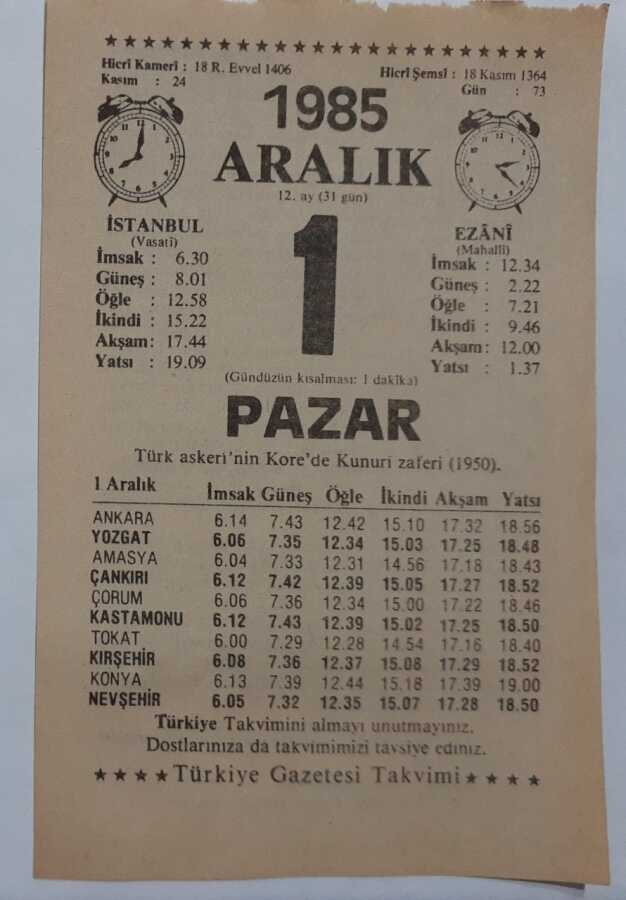 ★ ★ ★ ★ ★ ★ ★ ★ ★ ★ ★ ★ ★ ★ ★ ★ ★ ★ ★ ★ ★ ★ ★ ★
Hicrî Kamerî : 18 R. Evvel 1406
Kasım : 24
Hicrî Şemsî : 18 Kasım 1364
Gün : 73
1985
ARALIK
12. ay (31 gün)
1
İSTANBUL
(Vasatî)
İmsak : 6.30
Güneş : 8.01
Öğle : 12.58
İkindi : 15.22
Akşam : 17.44
Yatsı : 19.09
EZÂNÎ
(Mahallî)
İmsak : 12.34
Güneş : 2.22
Öğle : 7.21
İkindi : 9.46
Akşam : 12.00
Yatsı : 1.37
(Gündüzün kısalması: 1 dakika)
PAZAR
Türk askeri'nin Kore'de Kunuri zaferi (1950).
1 Aralık İmsak Güneş Öğle İkindi Akşam Yatsı
ANKARA 6.14 7.43 12.42 15.10 17.32 18.56
YOZGAT 6.06 7.35 12.34 15.03 17.25 18.48
AMASYA 6.04 7.33 12.31 14.56 17.18 18.43
ÇANKIRI 6.12 7.42 12.39 15.05 17.27 18.52
ÇORUM 6.06 7.36 12.34 15.00 17.22 18.46
KASTAMONU 6.12 7.43 12.39 15.02 17.25 18.50
TOKAT 6.00 7.29 12.28 14.54 17.16 18.40
KIRŞEHİR 6.08 7.36 12.37 15.08 17.29 18.52
KONYA 6.13 7.39 12.44 15.18 17.39 19.00
NEVŞEHİR 6.05 7.32 12.35 15.07 17.28 18.50
Türkiye Takvimini almayı unutmayınız.
Dostlarınıza da takvimimizi tavsiye ediniz.
★ ★ ★ ★ Türkiye Gazetesi Takvimi ★ ★ ★ ★